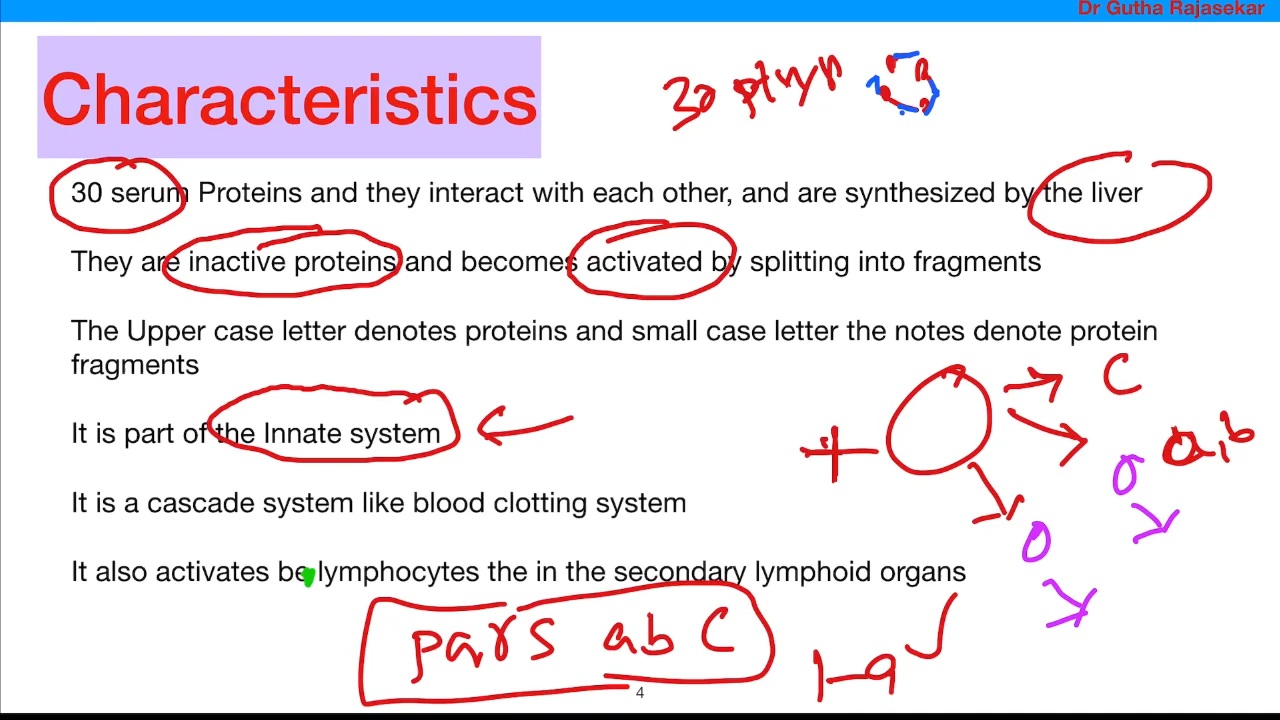 Dr Gutha Rajasekar
Characteristics
30
30 serum Proteins and they interact with each other, and are synthesized by the liver
They are inactive proteins and becomes activated by splitting into fragments
The Upper case letter denotes proteins and small case letter the notes denote protein
fragments
C
It is part of the Innate system
+
a,b
It is a cascade system like blood clotting system
It also activates be lymphocytes the in the secondary lymphoid organs
pars abC
1-9
4